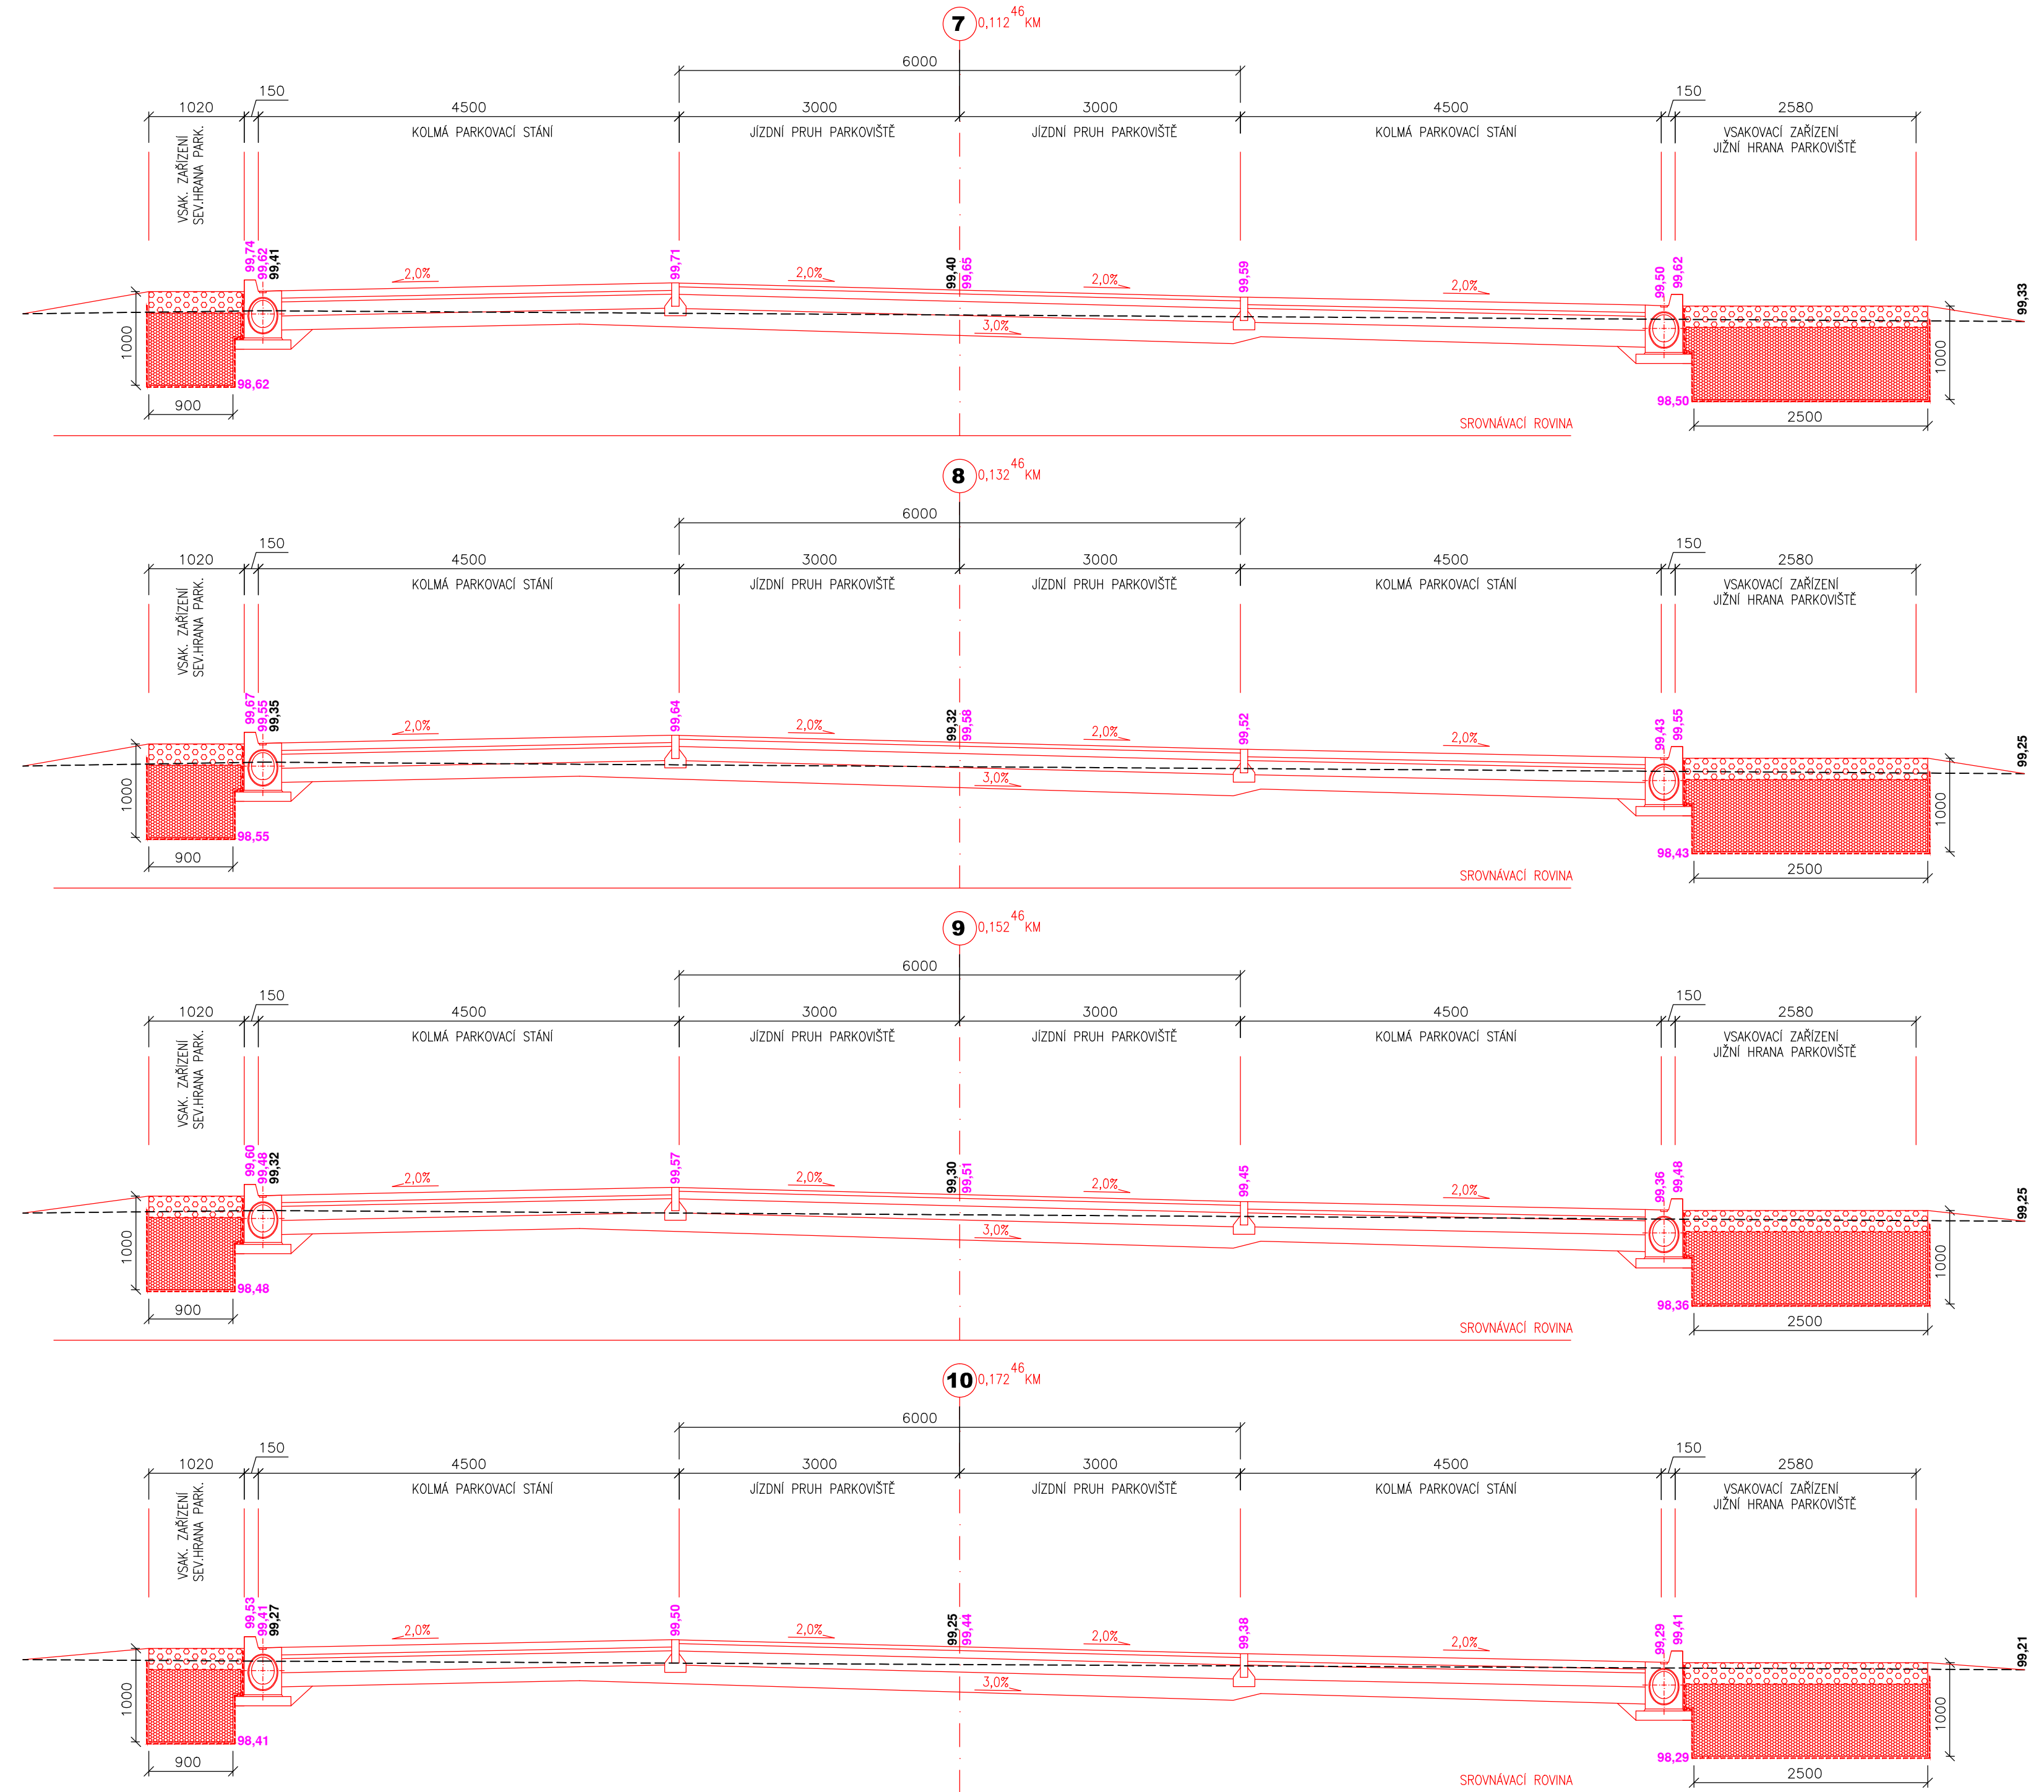 7 0,112 46 KM
6000
1020 150 4500 3000 3000 4500 150 2580
VSAK. ZAŘÍZENÍ
SEV.HRANA PARK.
KOLMÁ PARKOVACÍ STÁNÍ JÍZDNÍ PRUH PARKOVIŠTĚ JÍZDNÍ PRUH PARKOVIŠTĚ KOLMÁ PARKOVACÍ STÁNÍ VSAKOVACÍ ZAŘÍZENÍ
JIŽNÍ HRANA PARKOVIŠTĚ
99,74 99,62 99,41 99,71 99,40 99,65 99,59 99,50 99,62 99,33
2,0% 2,0% 2,0% 2,0%
3,0%
1000 98,62 98,50 1000
900 2500
SROVNÁVACÍ ROVINA
8 0,132 46 KM
6000
1020 150 4500 3000 3000 4500 150 2580
VSAK. ZAŘÍZENÍ
SEV.HRANA PARK.
KOLMÁ PARKOVACÍ STÁNÍ JÍZDNÍ PRUH PARKOVIŠTĚ JÍZDNÍ PRUH PARKOVIŠTĚ KOLMÁ PARKOVACÍ STÁNÍ VSAKOVACÍ ZAŘÍZENÍ
JIŽNÍ HRANA PARKOVIŠTĚ
99,67 99,55 99,35 99,64 99,32 99,58 99,52 99,43 99,55 99,25
2,0% 2,0% 2,0% 2,0%
3,0%
1000 98,55 98,43 1000
900 2500
SROVNÁVACÍ ROVINA
9 0,152 46 KM
6000
1020 150 4500 3000 3000 4500 150 2580
VSAK. ZAŘÍZENÍ
SEV.HRANA PARK.
KOLMÁ PARKOVACÍ STÁNÍ JÍZDNÍ PRUH PARKOVIŠTĚ JÍZDNÍ PRUH PARKOVIŠTĚ KOLMÁ PARKOVACÍ STÁNÍ VSAKOVACÍ ZAŘÍZENÍ
JIŽNÍ HRANA PARKOVIŠTĚ
99,60 99,48 99,32 99,57 99,30 99,51 99,45 99,36 99,48 99,25
2,0% 2,0% 2,0% 2,0%
3,0%
1000 98,48 98,36 1000
900 2500
SROVNÁVACÍ ROVINA
10 0,172 46 KM
6000
1020 150 4500 3000 3000 4500 150 2580
VSAK. ZAŘÍZENÍ
SEV.HRANA PARK.
KOLMÁ PARKOVACÍ STÁNÍ JÍZDNÍ PRUH PARKOVIŠTĚ JÍZDNÍ PRUH PARKOVIŠTĚ KOLMÁ PARKOVACÍ STÁNÍ VSAKOVACÍ ZAŘÍZENÍ
JIŽNÍ HRANA PARKOVIŠTĚ
99,53 99,41 99,27 99,50 99,25 99,44 99,38 99,29 99,41 99,21
2,0% 2,0% 2,0% 2,0%
3,0%
1000 98,41 98,29 1000
900 2500
SROVNÁVACÍ ROVINA